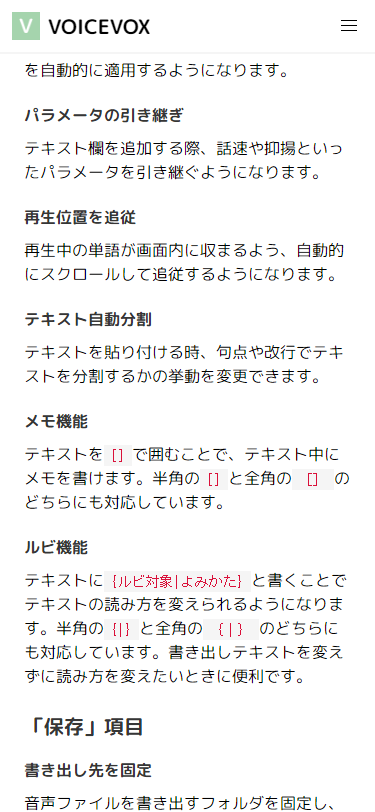 V VOICEVOX
を自動的に適用するようになります。
パラメータの引き継ぎ
テキスト欄を追加する際、話速や抑揚といっ
たパラメータを引き継ぐようになります。
再生位置を追従
再生中の単語が画面内に収まるよう、自動的
にスクロールして追従するようになります。
テキスト自動分割
テキストを貼り付ける時、句点や改行でテキ
ストを分割するかの挙動を変更できます。
メモ機能
テキストを [] で囲むことで、テキスト中に
メモを書けます。半角の [] と全角の ［］ の
どちらにも対応しています。
ルビ機能
テキストに {ルビ対象|よみかた} と書くことで
テキストの読み方を変えられるようになりま
す。半角の {|} と全角の ｛｜｝ のどちらに
も対応しています。書き出しテキストを変え
ずに読み方を変えたいときに便利です。
「保存」項目
書き出し先を固定
音声ファイルを書き出すフォルダを固定し、